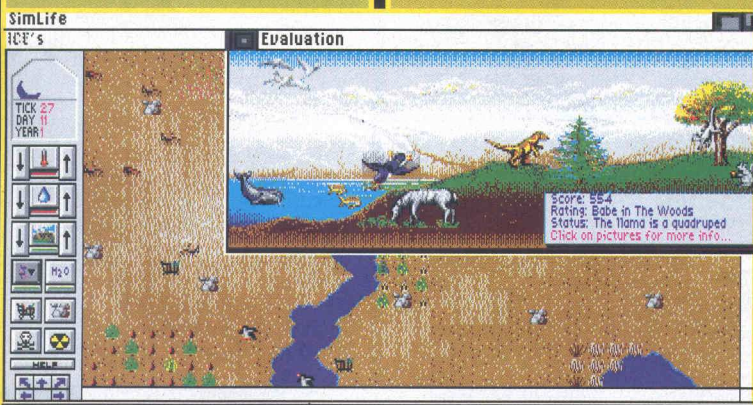 SimLife
ICE's
Evaluation
TICK 27
DAY 11
YEAR 1
M20
HELP
Score: 554
Rating: Babe in The Woods
Status: The llama is a quadruped
Click on pictures for more info...